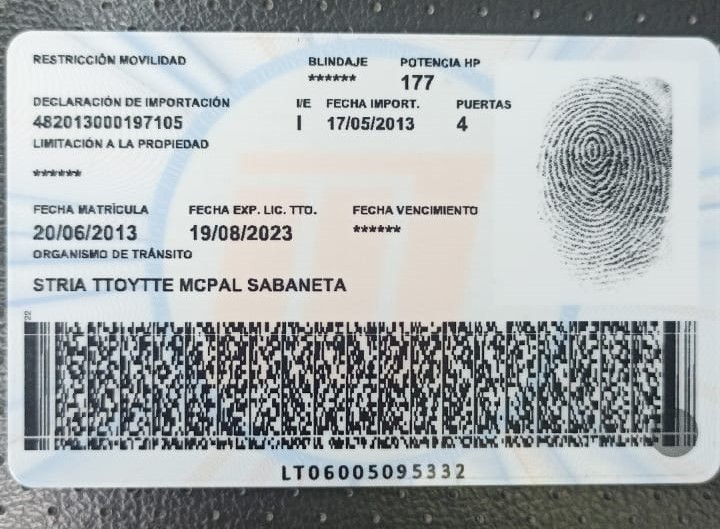 RESTRICCIÓN MOVILIDAD BLINDAJE POTENCIA HP
****** 177
DECLARACIÓN DE IMPORTACIÓN I/E FECHA IMPORT. PUERTAS
482013000197105 I 17/05/2013 4
LIMITACIÓN A LA PROPIEDAD
******
FECHA MATRÍCULA FECHA EXP. LIC. TTO. FECHA VENCIMIENTO
20/06/2013 19/08/2023 ******
ORGANISMO DE TRÁNSITO
STRIA TTOYTTE MCPAL SABANETA
22
LT06005095332